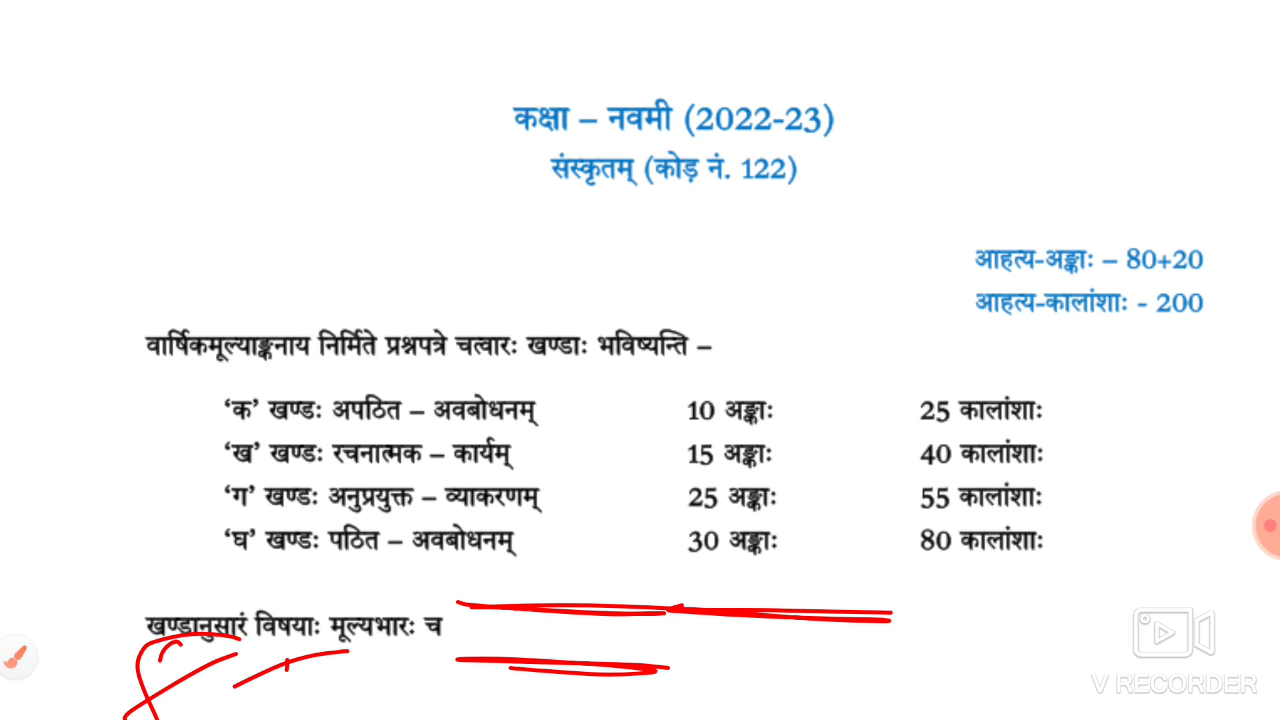 कक्षा – नवमी (2022-23)
संस्कृतम् (कोड़ नं. 122)
आहत्य-अङ्काः – 80+20
आहत्य-कालांशाः - 200
वार्षिकमूल्याङ्कनाय निर्मिते प्रश्नपत्रे चत्वारः खण्डाः भविष्यन्ति –
‘क’ खण्डः अपठित – अवबोधनम् 10 अङ्काः 25 कालांशाः
‘ख’ खण्डः रचनात्मक – कार्यम् 15 अङ्काः 40 कालांशाः
‘ग’ खण्डः अनुप्रयुक्त – व्याकरणम् 25 अङ्काः 55 कालांशाः
‘घ’ खण्डः पठित – अवबोधनम् 30 अङ्काः 80 कालांशाः
खण्डानुसारं विषयाः मूल्यभारः च
V RECORDER